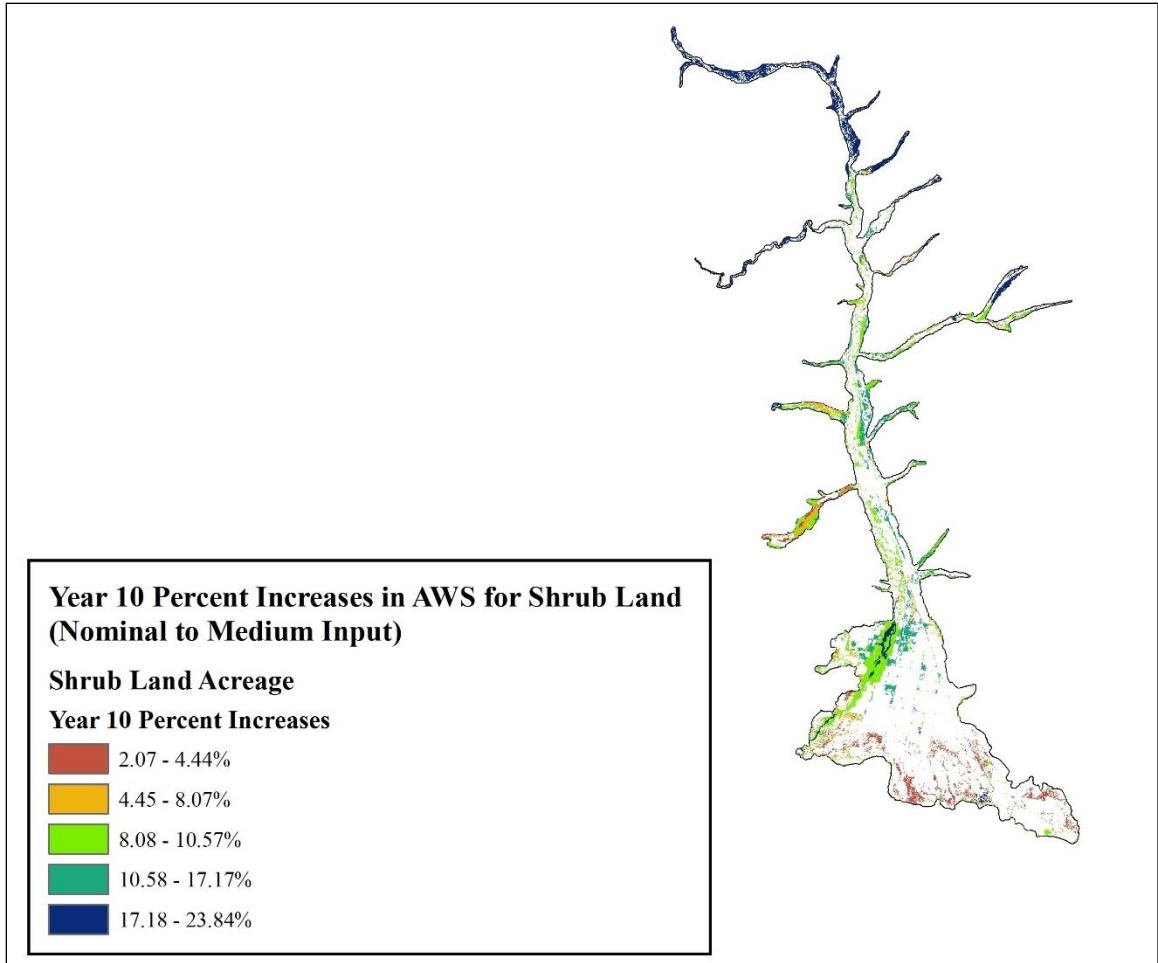 Year 10 Percent Increases in AWS for Shrub Land
(Nominal to Medium Input)
Shrub Land Acreage
Year 10 Percent Increases
2.07 - 4.44%
4.45 - 8.07%
8.08 - 10.57%
10.58 - 17.17%
17.18 - 23.84%